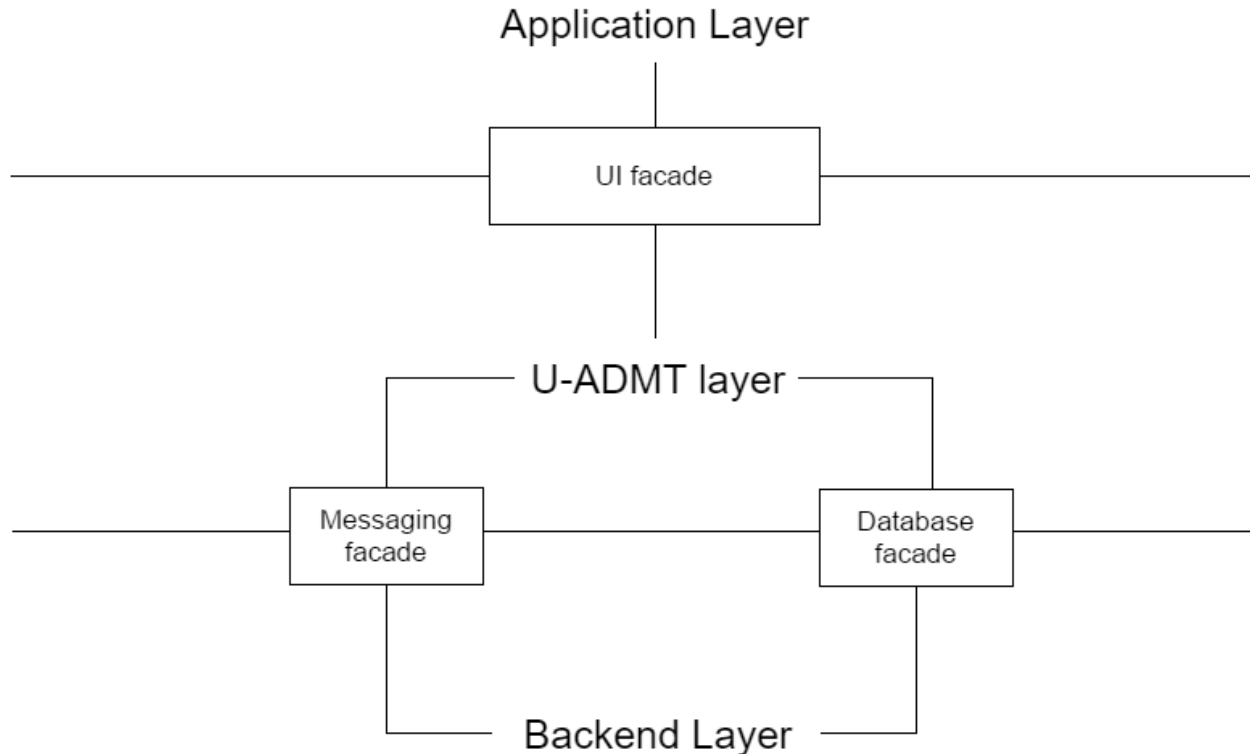 Application Layer
UI facade
U-ADMT layer
Messaging
facade
Database
facade
Backend Layer